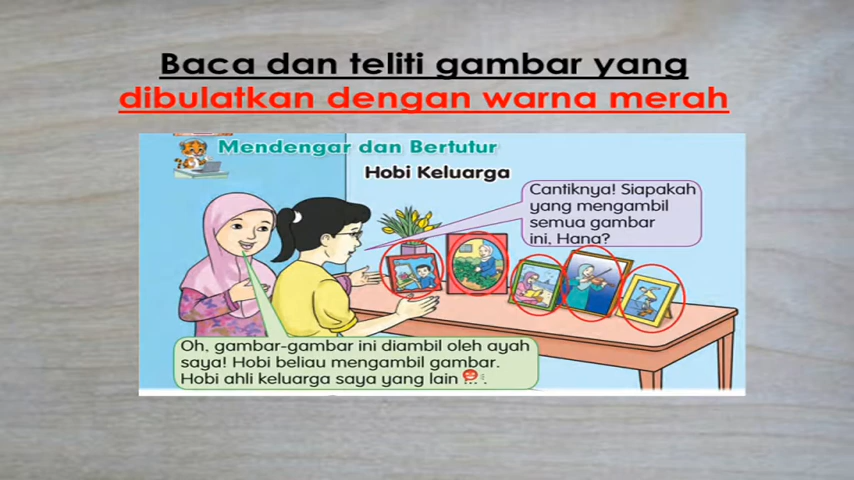 Baca dan teliti gambar yang
dibulatkan dengan warna merah
Mendengar dan Bertutur
Hobi Keluarga
Cantiknya! Siapakah
yang mengambil
semua gambar
ini, Hana?
Oh, gambar-gambar ini diambil oleh ayah
saya! Hobi beliau mengambil gambar.
Hobi ahli keluarga saya yang lain ... .